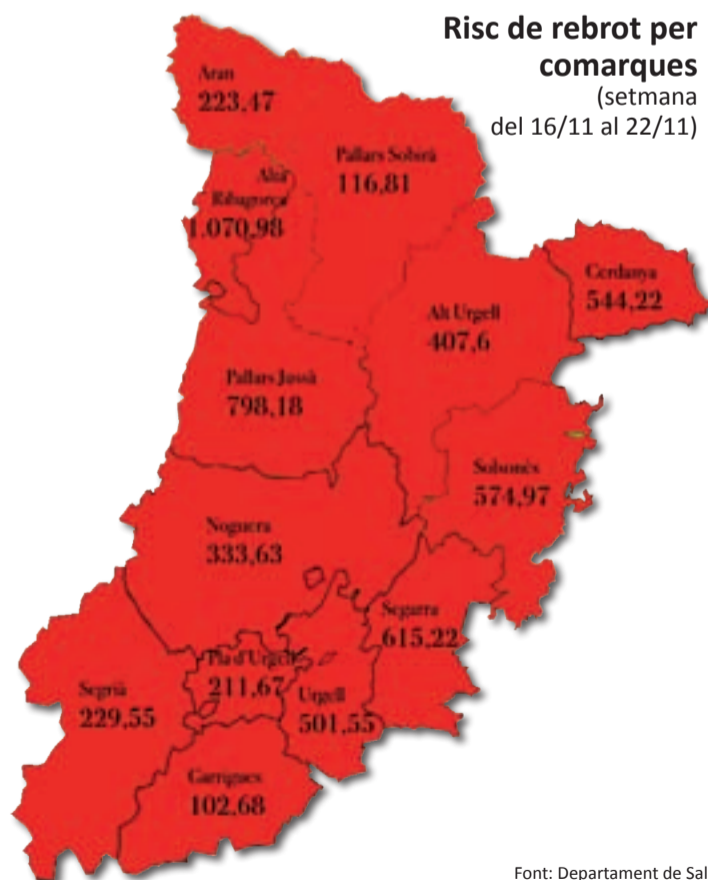 Risc de rebrot per
comarques
(setmana
del 16/11 al 22/11)
Aran
223,47
Pallars Sobirà
116,81
Alta
Ribagorça
1.070,98
Cerdanya
544,22
Alt Urgell
407,6
Pallars Jussà
798,18
Solsonès
574,97
Noguera
333,63
Segarra
615,22
Pla d'Urgell
211,67
Urgell
501,55
Segrià
229,55
Garrigues
102,68
Font: Departament de Sal